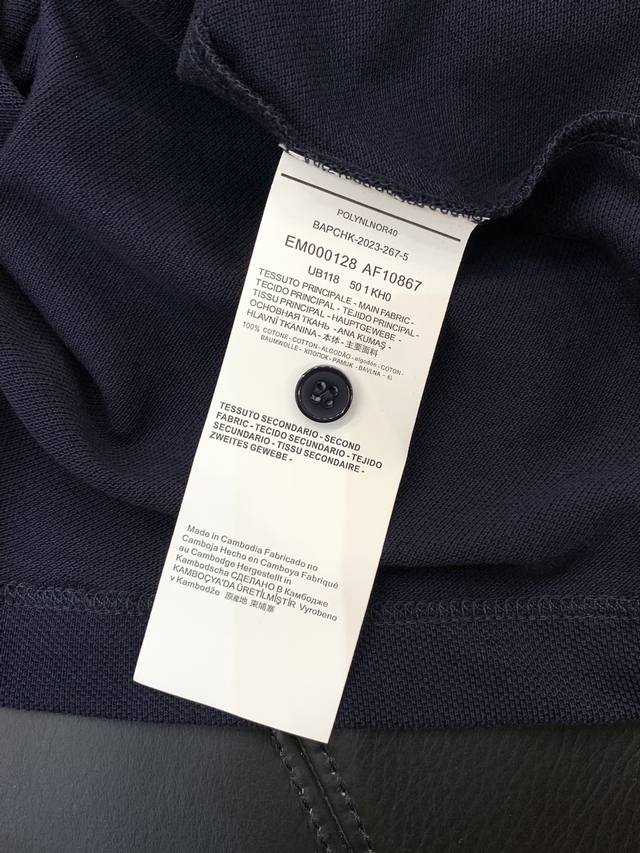 POLYNLNOR40
BAPCHK-2023-267-5
EM000128 AF10867
UB118 50 1 KH0
TESSUTO PRINCIPALE - MAIN FABRIC -
TECIDO PRINCIPAL - TEJIDO PRINCIPAL -
TISSU PRINCIPAL - HAUPTGEWEBE -
ОСНОВНАЯ ТКАНЬ - ANA KUMAŞ -
HLAVNÍ TKANINA - 本体 - 主要面料
100% COTONE - COTTON - ALGODÃO - algodón - COTON -
BAUMWOLLE - ХЛОПОК - PAMUK - BAVLNA -
TESSUTO SECONDARIO - SECOND
FABRIC - TECIDO SECUNDARIO - TEJIDO
SECUNDARIO - TISSU SECONDAIRE -
ZWEITES GEWEBE -
Made in Cambodia Fabricado no
Camboja Hecho en Camboya Fabriqué
au Cambodge Hergestellt in
Kambodscha СДЕЛАНО В Камбодже
KAMBOÇYA'DA ÜRETİLMİŞTİR Vyrobeno
v Kambodže 原産地 柬埔寨